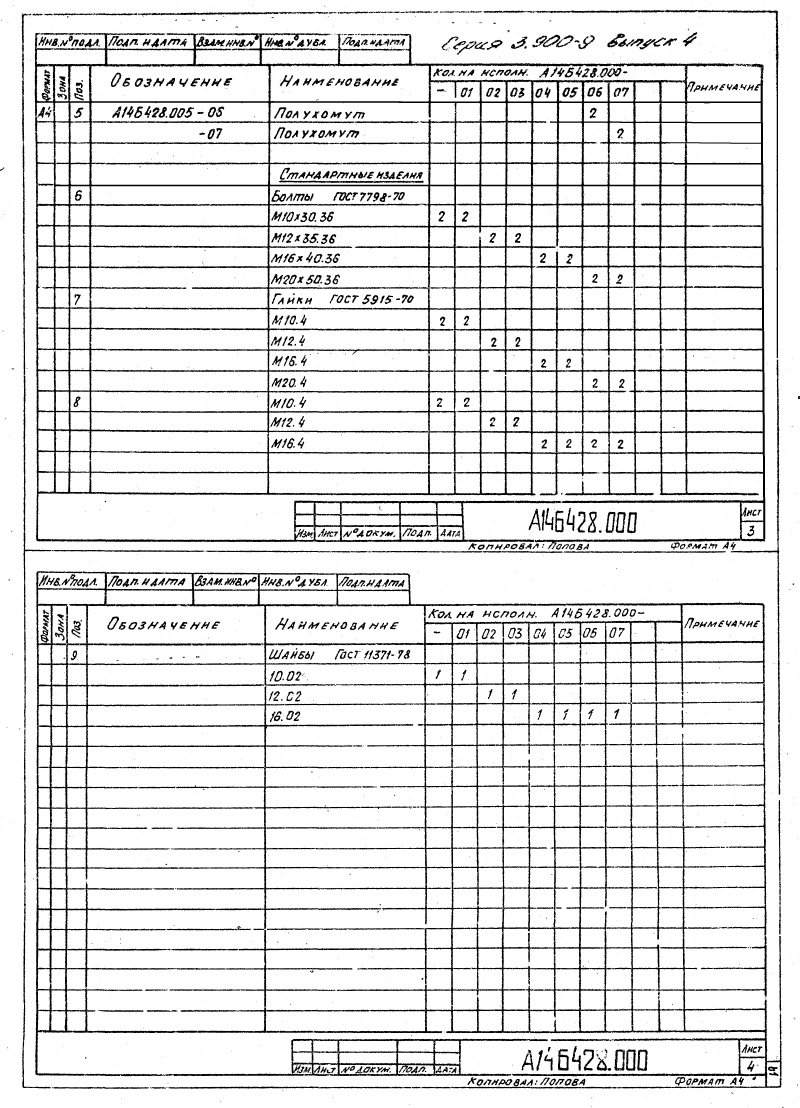 Инв.№подл. Подп. и дата Взам.инв.№ Инв.№дубл. Подп.и дата Серия 3.900-9 Выпуск 4
Формат Зона Поз. Обозначение Наименование Кол. на исполн. А14Б428.000- Примечание
- 01 02 03 04 05 06 07
А4 5 А14Б428.005-06 Полухомут 2
-07 Полухомут 2
Стандартные изделия
6 Болты ГОСТ 7798-70
М10х30.36 2 2
М12х35.36 2 2
М16х40.36 2 2
М20х50.36 2 2
7 Гайки ГОСТ 5915-70
М10.4 2 2
М12.4 2 2
М16.4 2 2
М20.4 2 2
8 М10.4 2 2
М12.4 2 2
М16.4 2 2 2 2
Изм. Лист №докум. Подп. Дата А14Б428.000 Лист 3
Копировал: Попова Формат А4
Инв.№подл. Подп. и дата Взам.инв.№ Инв.№дубл. Подп.и дата
Формат Зона Поз. Обозначение Наименование Кол. на исполн. А14Б428.000- Примечание
- 01 02 03 04 05 06 07
9 Шайбы ГОСТ 11371-78
10.02 1 1
12.02 1 1
16.02 1 1 1 1
Изм. Лист №докум. Подп. Дата А14Б428.000 Лист 4
Копировал: Попова Формат А4